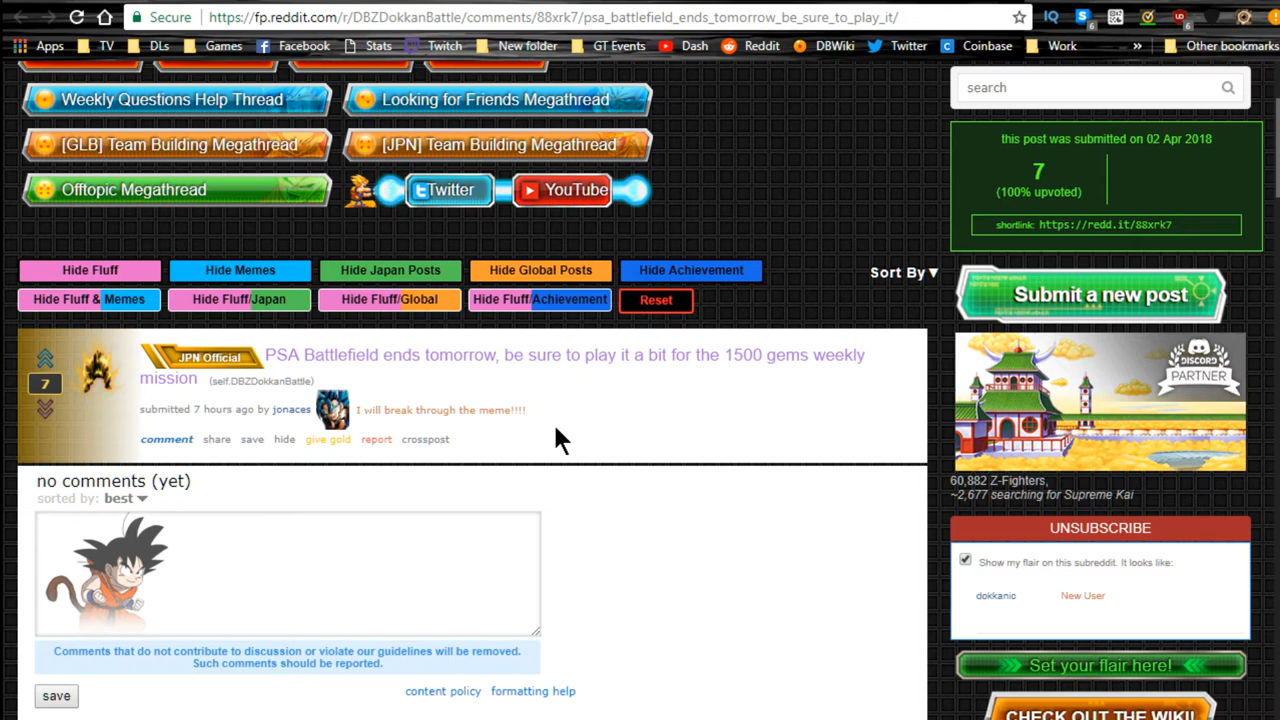 Secure https://fp.reddit.com/r/DBZDokkanBattle/comments/88xrk7/psa_battlefield_ends_tomorrow_be_sure_to_play_it/
IQ 6 6
Apps TV DLs Games Facebook Stats Twitch New folder GT Events Dash Reddit DBWiki Twitter Coinbase Work » Other bookmarks
Weekly Questions Help Thread Looking for Friends Megathread
[GLB] Team Building Megathread [JPN] Team Building Megathread
Offtopic Megathread Twitter YouTube
Hide Fluff Hide Memes Hide Japan Posts Hide Global Posts Hide Achievement Sort By▼
Hide Fluff & Memes Hide Fluff/Japan Hide Fluff/Global Hide Fluff/Achievement Reset
7
JPN Official PSA Battlefield ends tomorrow, be sure to play it a bit for the 1500 gems weekly
mission (self.DBZDokkanBattle)
submitted 7 hours ago by jonaces I will break through the meme!!!!
comment share save hide give gold report crosspost
no comments (yet)
sorted by: best
Comments that do not contribute to discussion or violate our guidelines will be removed.
Such comments should be reported.
save content policy formatting help
search
this post was submitted on 02 Apr 2018
7
(100% upvoted)
shortlink: https://redd.it/88xrk7
Submit a new post
DISCORD
PARTNER
60,882 Z-Fighters,
~2,677 searching for Supreme Kai
UNSUBSCRIBE
Show my flair on this subreddit. It looks like:
dokkanic New User
Set your flair here!
CHECK OUT THE WIKI!